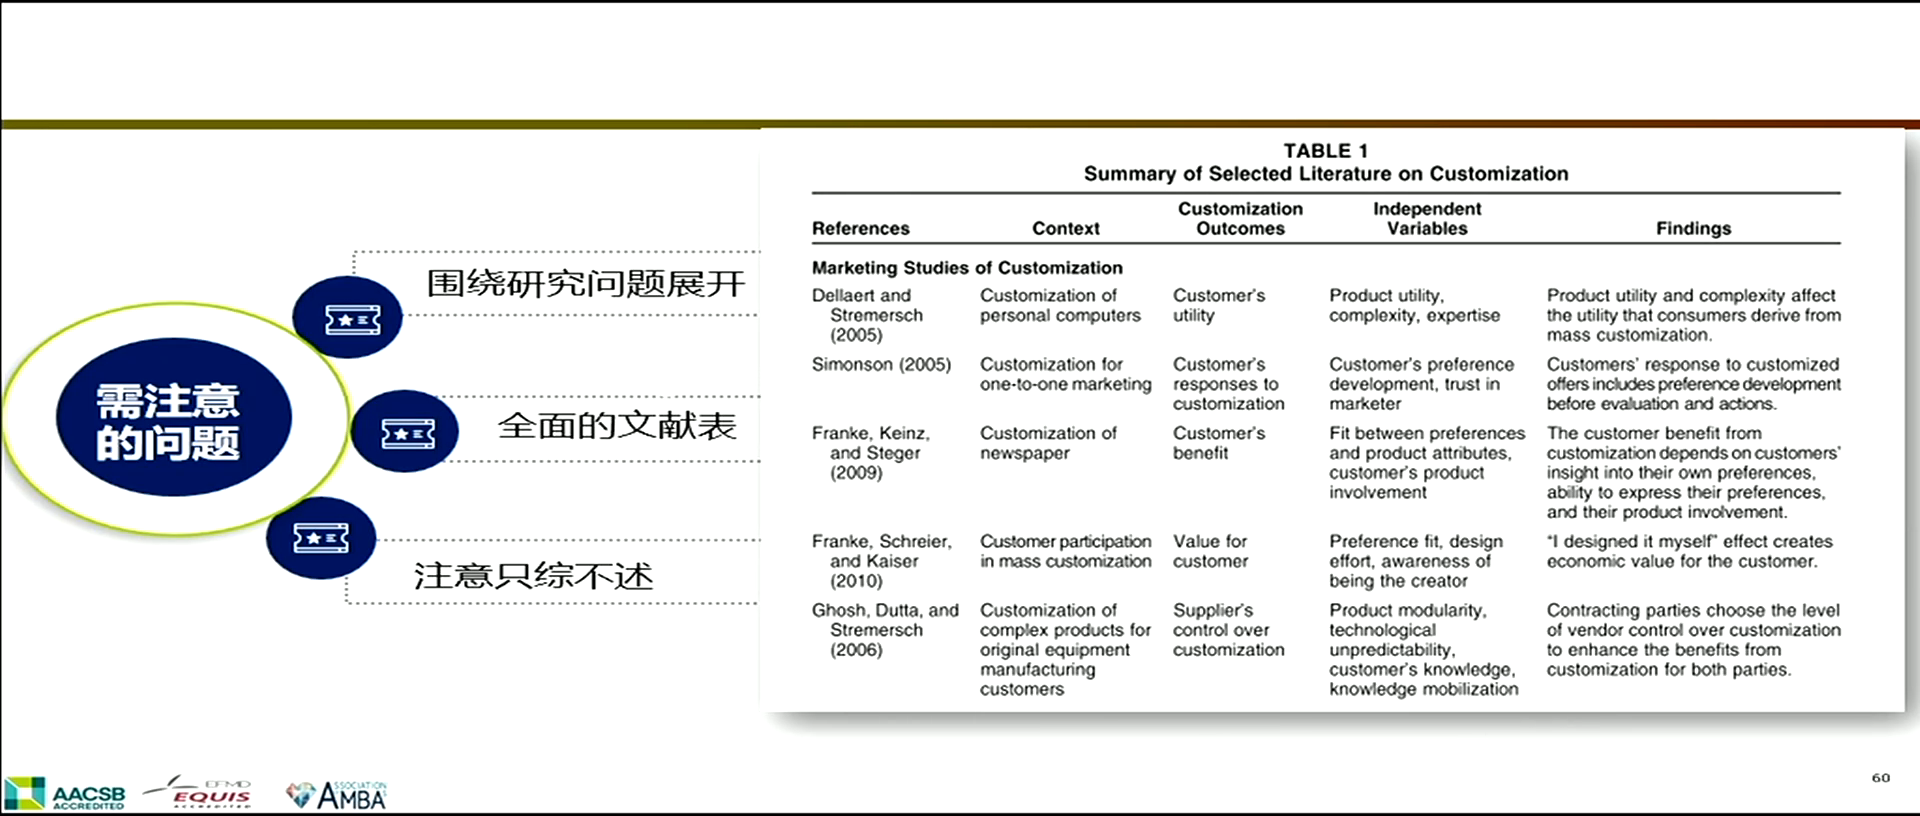 需注意
的问题
围绕研究问题展开
全面的文献表
注意只综不述
TABLE 1
Summary of Selected Literature on Customization
References
Context
Customization
Outcomes
Independent
Variables
Findings
Marketing Studies of Customization
Dellaert and
Stremersch
(2005)
Customization of
personal computers
Customer's
utility
Product utility,
complexity, expertise
Product utility and complexity affect
the utility that consumers derive from
mass customization.
Simonson (2005)
Customization for
one-to-one marketing
Customer's
responses to
customization
Customer's preference
development, trust in
marketer
Customers' response to customized
offers includes preference development
before evaluation and actions.
Franke, Keinz,
and Steger
(2009)
Customization of
newspaper
Customer's
benefit
Fit between preferences
and product attributes,
customer's product
involvement
The customer benefit from
customization depends on customers'
insight into their own preferences,
ability to express their preferences,
and their product involvement.
Franke, Schreier,
and Kaiser
(2010)
Customer participation
in mass customization
Value for
customer
Preference fit, design
effort, awareness of
being the creator
“I designed it myself” effect creates
economic value for the customer.
Ghosh, Dutta, and
Stremersch
(2006)
Customization of
complex products for
original equipment
manufacturing
customers
Supplier's
control over
customization
Product modularity,
technological
unpredictability,
customer's knowledge,
knowledge mobilization
Contracting parties choose the level
of vendor control over customization
to enhance the benefits from
customization for both parties.
AACSB
ACCREDITED
EFMD
EQUIS
ACCREDITED
ASSOCIATION
AMBA
60